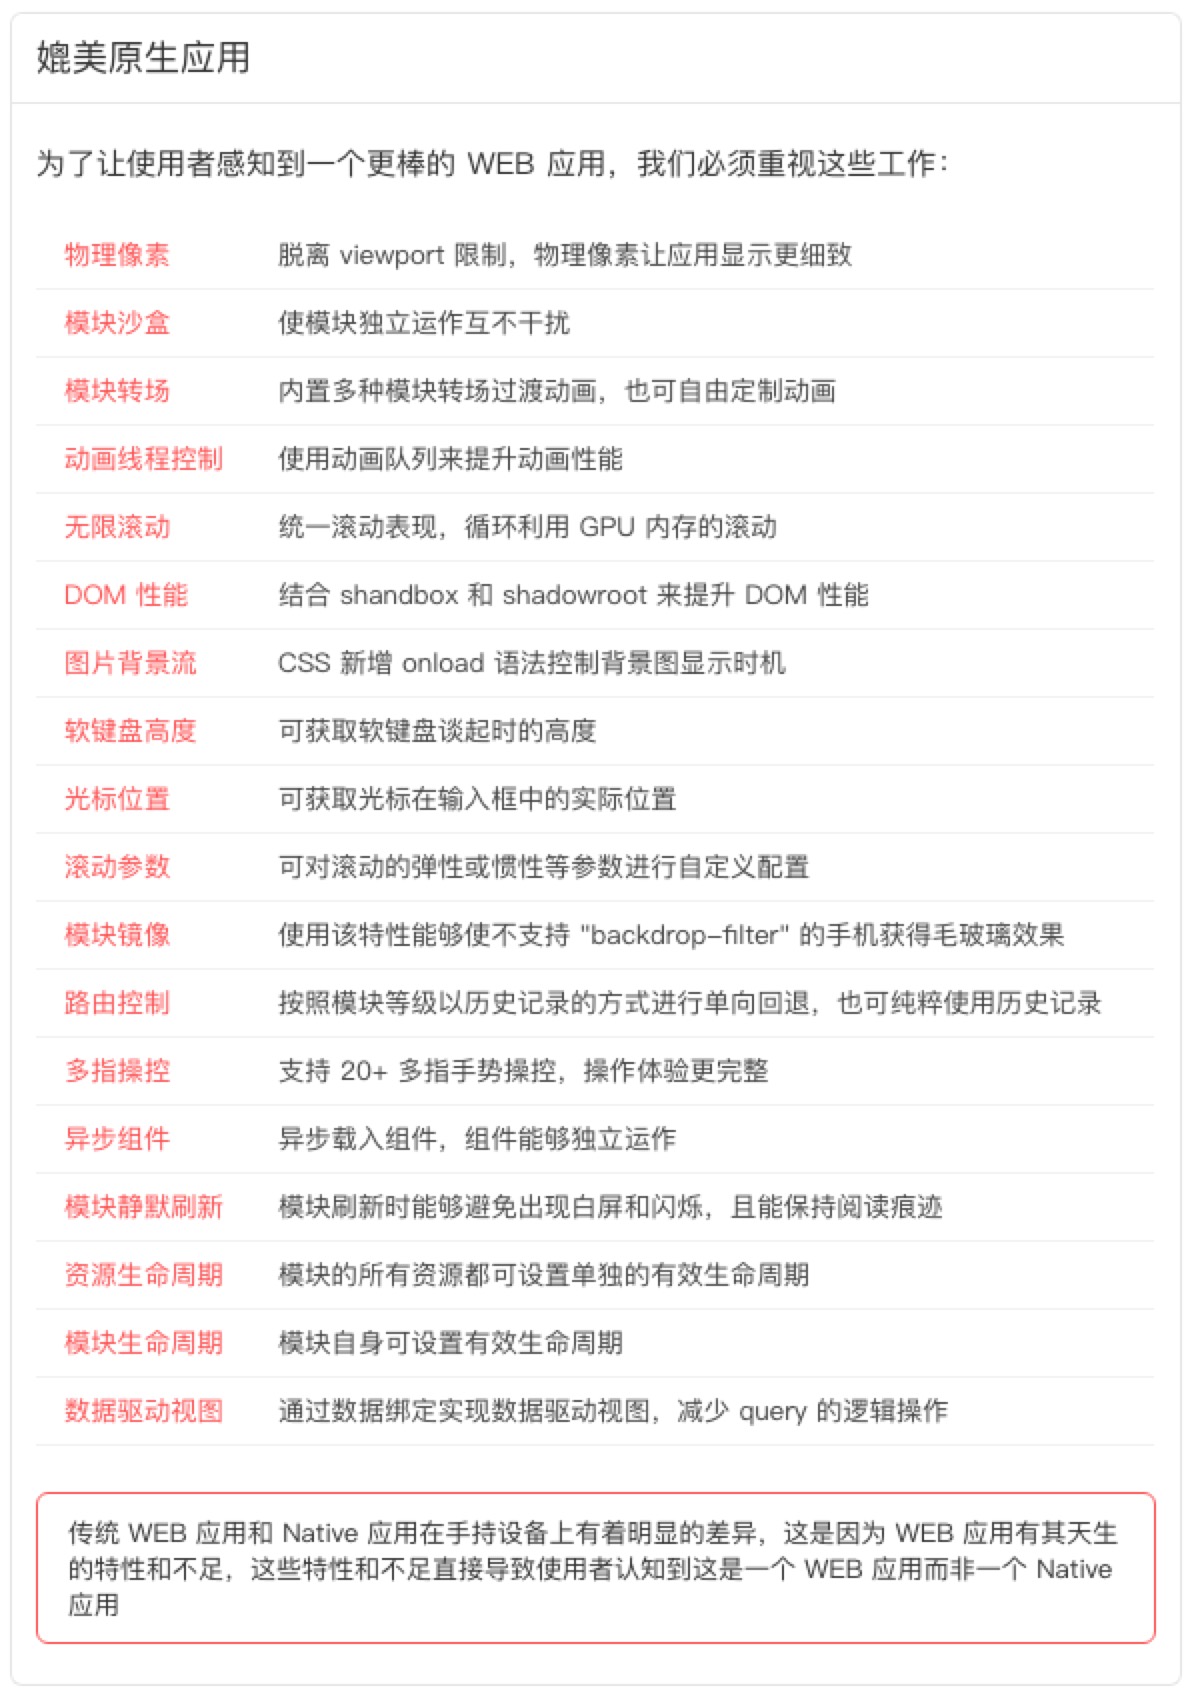 媲美原生应用
为了让使用者感知到一个更棒的 WEB 应用，我们必须重视这些工作：
物理像素 脱离 viewport 限制，物理像素让应用显示更细致
模块沙盒 使模块独立运作互不干扰
模块转场 内置多种模块转场过渡动画，也可自由定制动画
动画线程控制 使用动画队列来提升动画性能
无限滚动 统一滚动表现，循环利用 GPU 内存的滚动
DOM 性能 结合 shandbox 和 shadowroot 来提升 DOM 性能
图片背景流 CSS 新增 onload 语法控制背景图显示时机
软键盘高度 可获取软键盘谈起时的高度
光标位置 可获取光标在输入框中的实际位置
滚动参数 可对滚动的弹性或惯性等参数进行自定义配置
模块镜像 使用该特性能够使不支持 "backdrop-filter" 的手机获得毛玻璃效果
路由控制 按照模块等级以历史记录的方式进行单向回退，也可纯粹使用历史记录
多指操控 支持 20+ 多指手势操控，操作体验更完整
异步组件 异步载入组件，组件能够独立运作
模块静默刷新 模块刷新时能够避免出现白屏和闪烁，且能保持阅读痕迹
资源生命周期 模块的所有资源都可设置单独的有效生命周期
模块生命周期 模块自身可设置有效生命周期
数据驱动视图 通过数据绑定实现数据驱动视图，减少 query 的逻辑操作
传统 WEB 应用和 Native 应用在手持设备上有着明显的差异，这是因为 WEB 应用有其天生
的特性和不足，这些特性和不足直接导致使用者认知到这是一个 WEB 应用而非一个 Native
应用